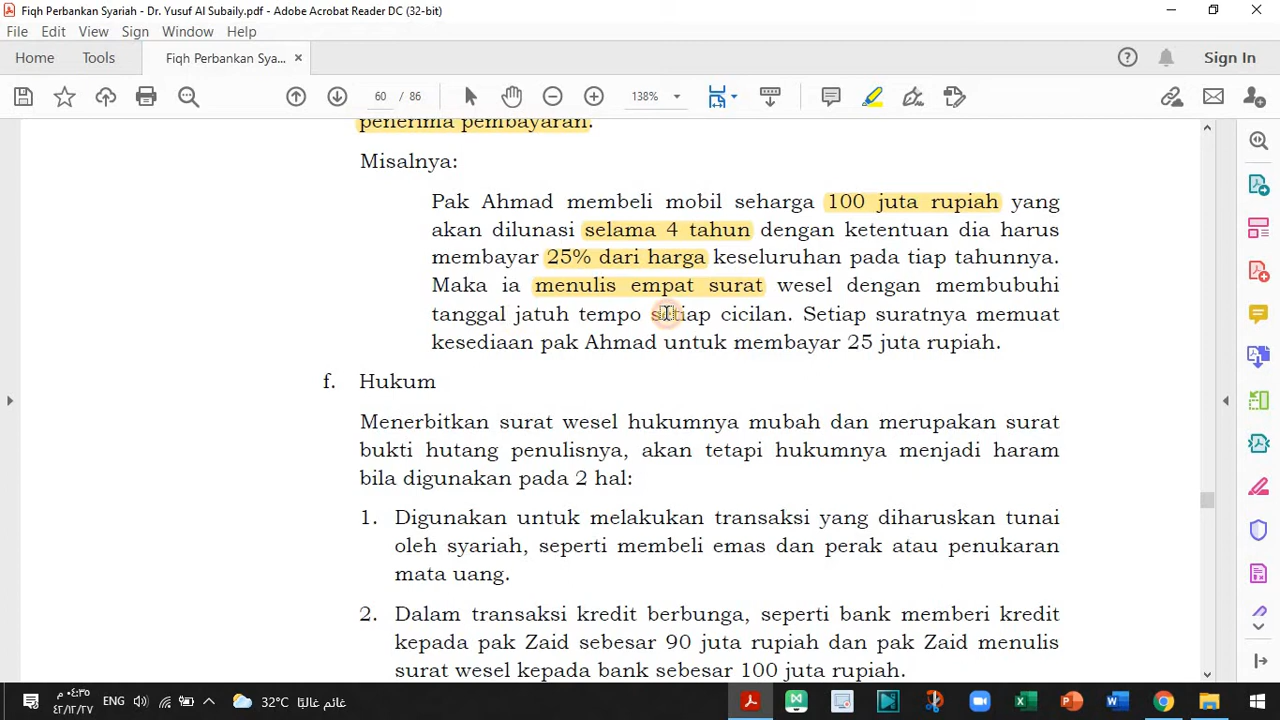 Fiqh Perbankan Syariah - Dr. Yusuf Al Subaily.pdf - Adobe Acrobat Reader DC (32-bit)
File Edit View Sign Window Help
Home Tools Fiqh Perbankan Sya... Sign In
60 / 86 138%
penerima pembayaran.
Misalnya:
Pak Ahmad membeli mobil seharga 100 juta rupiah yang
akan dilunasi selama 4 tahun dengan ketentuan dia harus
membayar 25% dari harga keseluruhan pada tiap tahunnya.
Maka ia menulis empat surat wesel dengan membubuhi
tanggal jatuh tempo setiap cicilan. Setiap suratnya memuat
kesediaan pak Ahmad untuk membayar 25 juta rupiah.
f. Hukum
Menerbitkan surat wesel hukumnya mubah dan merupakan surat
bukti hutang penulisnya, akan tetapi hukumnya menjadi haram
bila digunakan pada 2 hal:
1. Digunakan untuk melakukan transaksi yang diharuskan tunai
oleh syariah, seperti membeli emas dan perak atau penukaran
mata uang.
2. Dalam transaksi kredit berbunga, seperti bank memberi kredit
kepada pak Zaid sebesar 90 juta rupiah dan pak Zaid menulis
surat wesel kepada bank sebesar 100 juta rupiah.
ENG 32°C غائم غالبًا